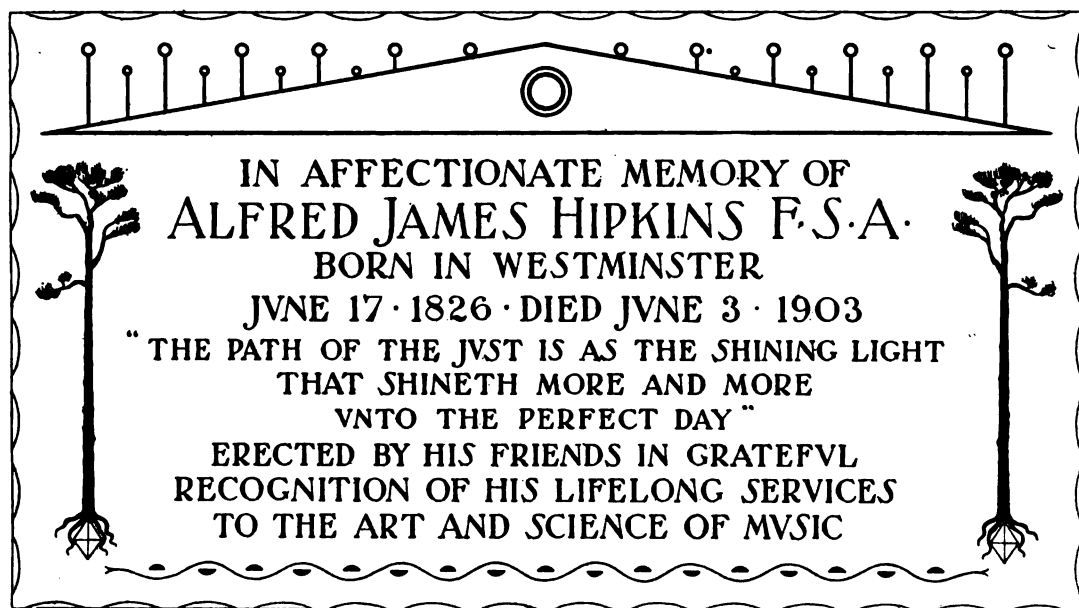 IN AFFECTIONATE MEMORY OF
ALFRED JAMES HIPKINS F.S.A.
BORN IN WESTMINSTER
JVNE 17 · 1826 · DIED JVNE 3 · 1903
"THE PATH OF THE JVST IS AS THE SHINING LIGHT
THAT SHINETH MORE AND MORE
VNTO THE PERFECT DAY"
ERECTED BY HIS FRIENDS IN GRATEFVL
RECOGNITION OF HIS LIFELONG SERVICES
TO THE ART AND SCIENCE OF MVSIC